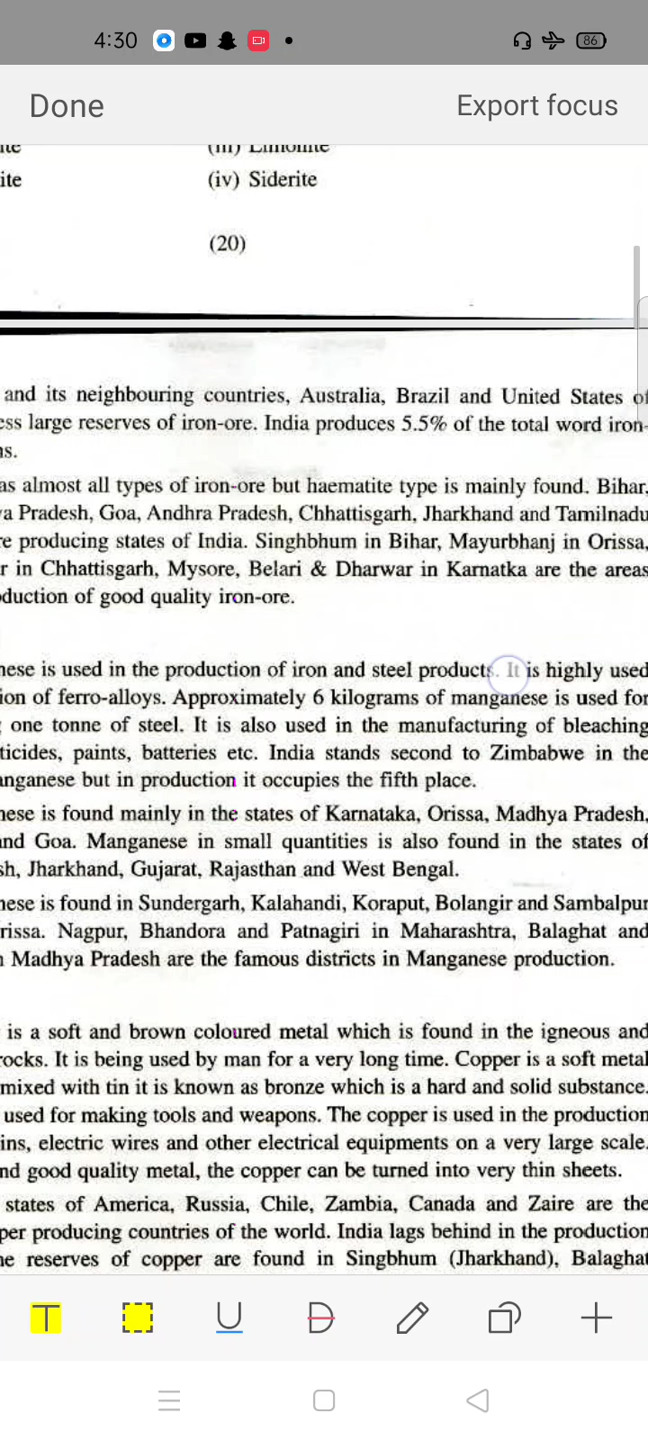 4:30
86
Done
Export focus
ite
(iii) Limonite
ite
(iv) Siderite
(20)
and its neighbouring countries, Australia, Brazil and United States of
ess large reserves of iron-ore. India produces 5.5% of the total word iron-
ns.
as almost all types of iron-ore but haematite type is mainly found. Bihar,
ya Pradesh, Goa, Andhra Pradesh, Chhattisgarh, Jharkhand and Tamilnadu
re producing states of India. Singhbhum in Bihar, Mayurbhanj in Orissa,
r in Chhattisgarh, Mysore, Belari & Dharwar in Karnatka are the areas
duction of good quality iron-ore.
nese is used in the production of iron and steel products. It is highly used
ion of ferro-alloys. Approximately 6 kilograms of manganese is used for
one tonne of steel. It is also used in the manufacturing of bleaching
ticides, paints, batteries etc. India stands second to Zimbabwe in the
anganese but in production it occupies the fifth place.
nese is found mainly in the states of Karnataka, Orissa, Madhya Pradesh,
and Goa. Manganese in small quantities is also found in the states of
sh, Jharkhand, Gujarat, Rajasthan and West Bengal.
nese is found in Sundergarh, Kalahandi, Koraput, Bolangir and Sambalpur
rissa. Nagpur, Bhandora and Patnagiri in Maharashtra, Balaghat and
n Madhya Pradesh are the famous districts in Manganese production.
is a soft and brown coloured metal which is found in the igneous and
rocks. It is being used by man for a very long time. Copper is a soft metal
mixed with tin it is known as bronze which is a hard and solid substance.
used for making tools and weapons. The copper is used in the production
ins, electric wires and other electrical equipments on a very large scale.
nd good quality metal, the copper can be turned into very thin sheets.
states of America, Russia, Chile, Zambia, Canada and Zaire are the
per producing countries of the world. India lags behind in the production
he reserves of copper are found in Singbhum (Jharkhand), Balaghat